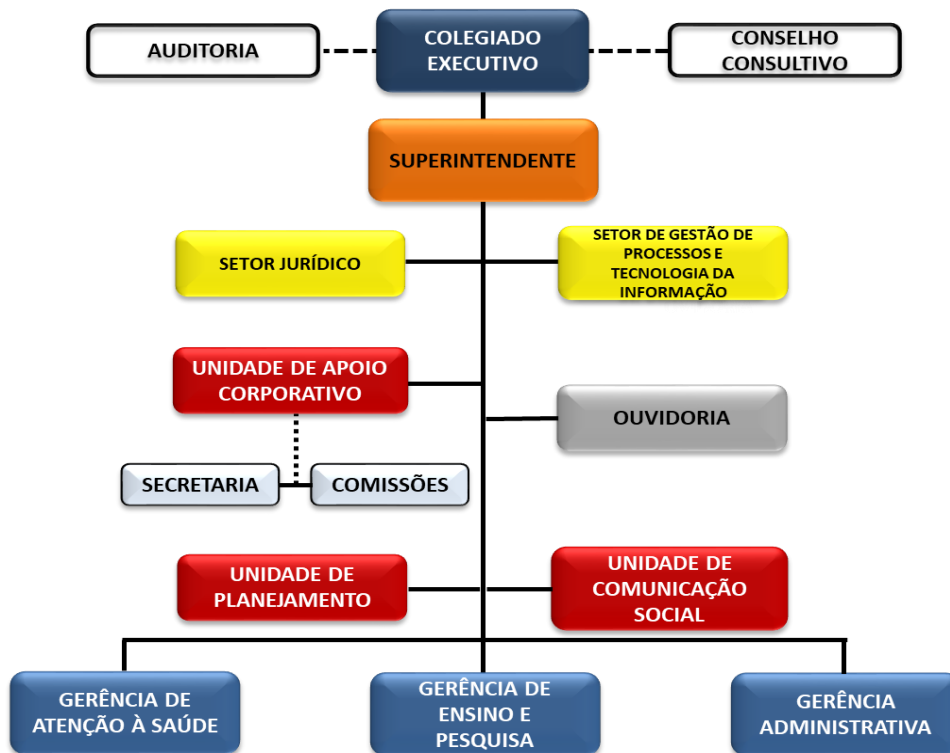 AUDITORIA
COLEGIADO
EXECUTIVO
CONSELHO
CONSULTIVO
SUPERINTENDENTE
SETOR JURÍDICO
SETOR DE GESTÃO DE
PROCESSOS E
TECNOLOGIA DA
INFORMAÇÃO
UNIDADE DE APOIO
CORPORATIVO
OUVIDORIA
SECRETARIA
COMISSÕES
UNIDADE DE
PLANEJAMENTO
UNIDADE DE
COMUNICAÇÃO
SOCIAL
GERÊNCIA DE
ATENÇÃO À SAÚDE
GERÊNCIA DE
ENSINO E
PESQUISA
GERÊNCIA
ADMINISTRATIVA